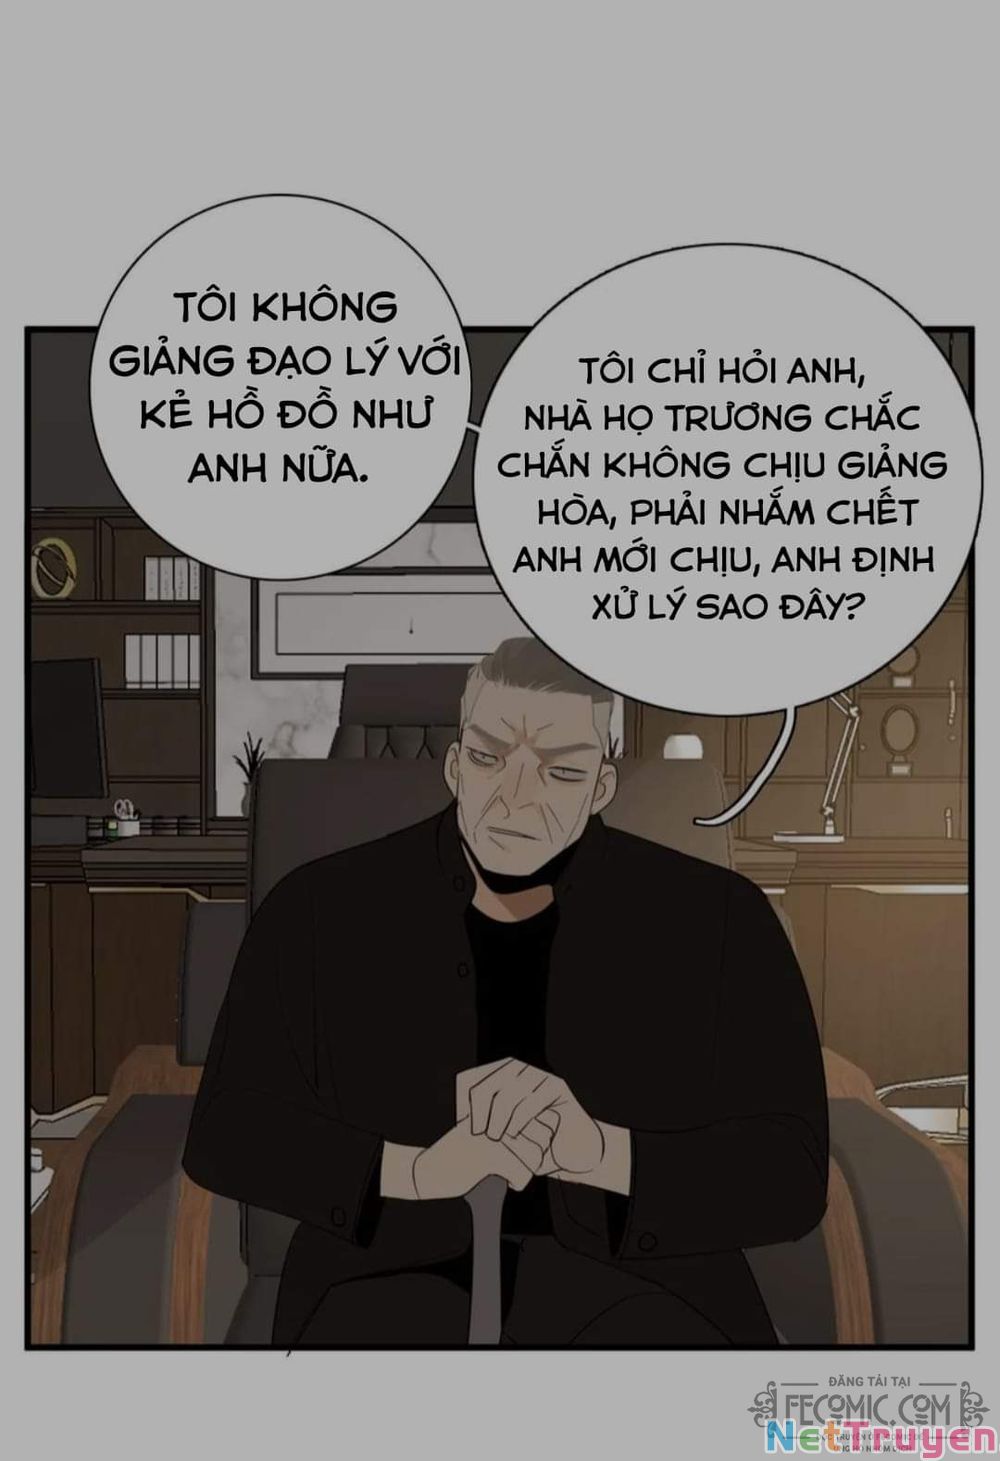 TÔI KHÔNG
GIẢNG ĐẠO LÝ VỚI
KẺ HỒ ĐỒ NHƯ
ANH NỮA.
TÔI CHỈ HỎI ANH,
NHÀ HỌ TRƯƠNG CHẮC
CHẮN KHÔNG CHỊU GIẢNG
HÒA, PHẢI NHẮM CHẾT
ANH MỚI CHỊU, ANH ĐỊNH
XỬ LÝ SAO ĐÂY?
ĐĂNG TẢI TẠI
FECOMIC.COM
NetTruyen